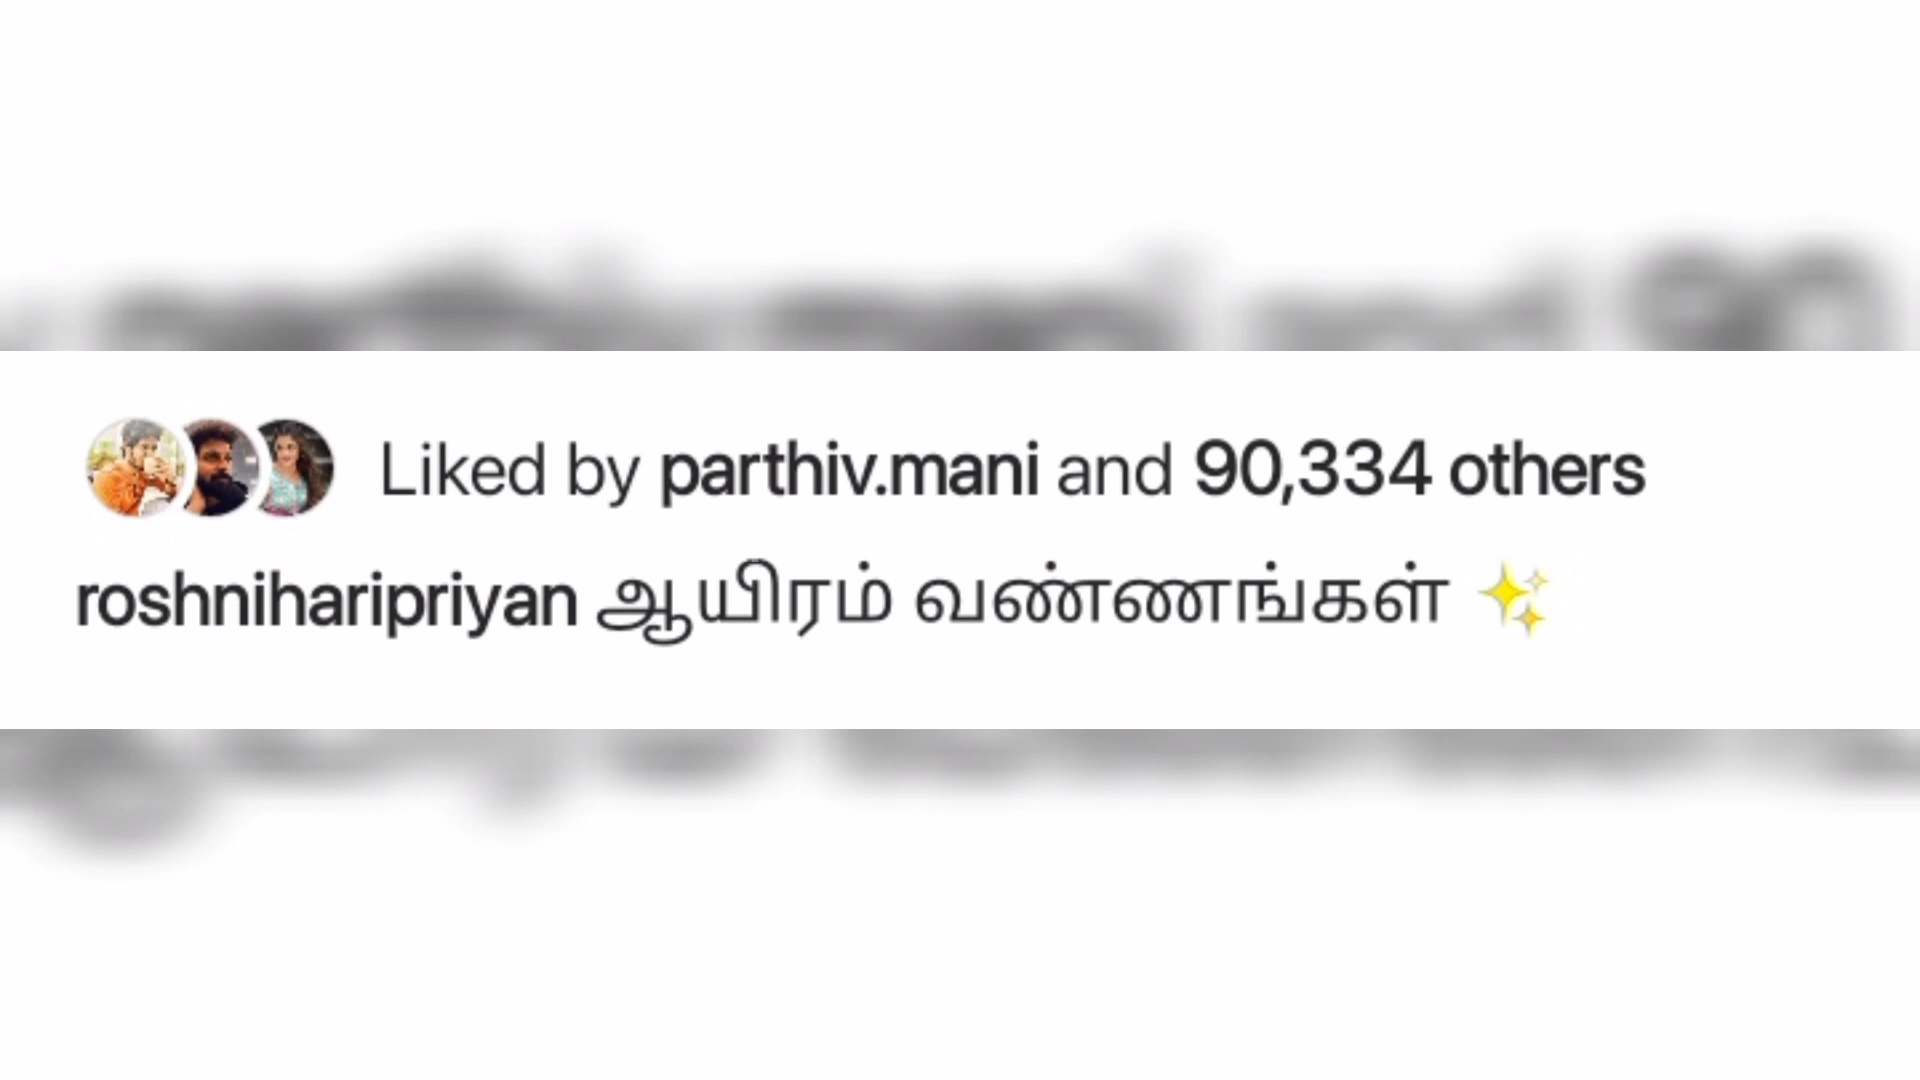 Liked by parthiv.mani and 90,334 others
roshniharipriyan ஆயிரம் வண்ணங்கள் ✨